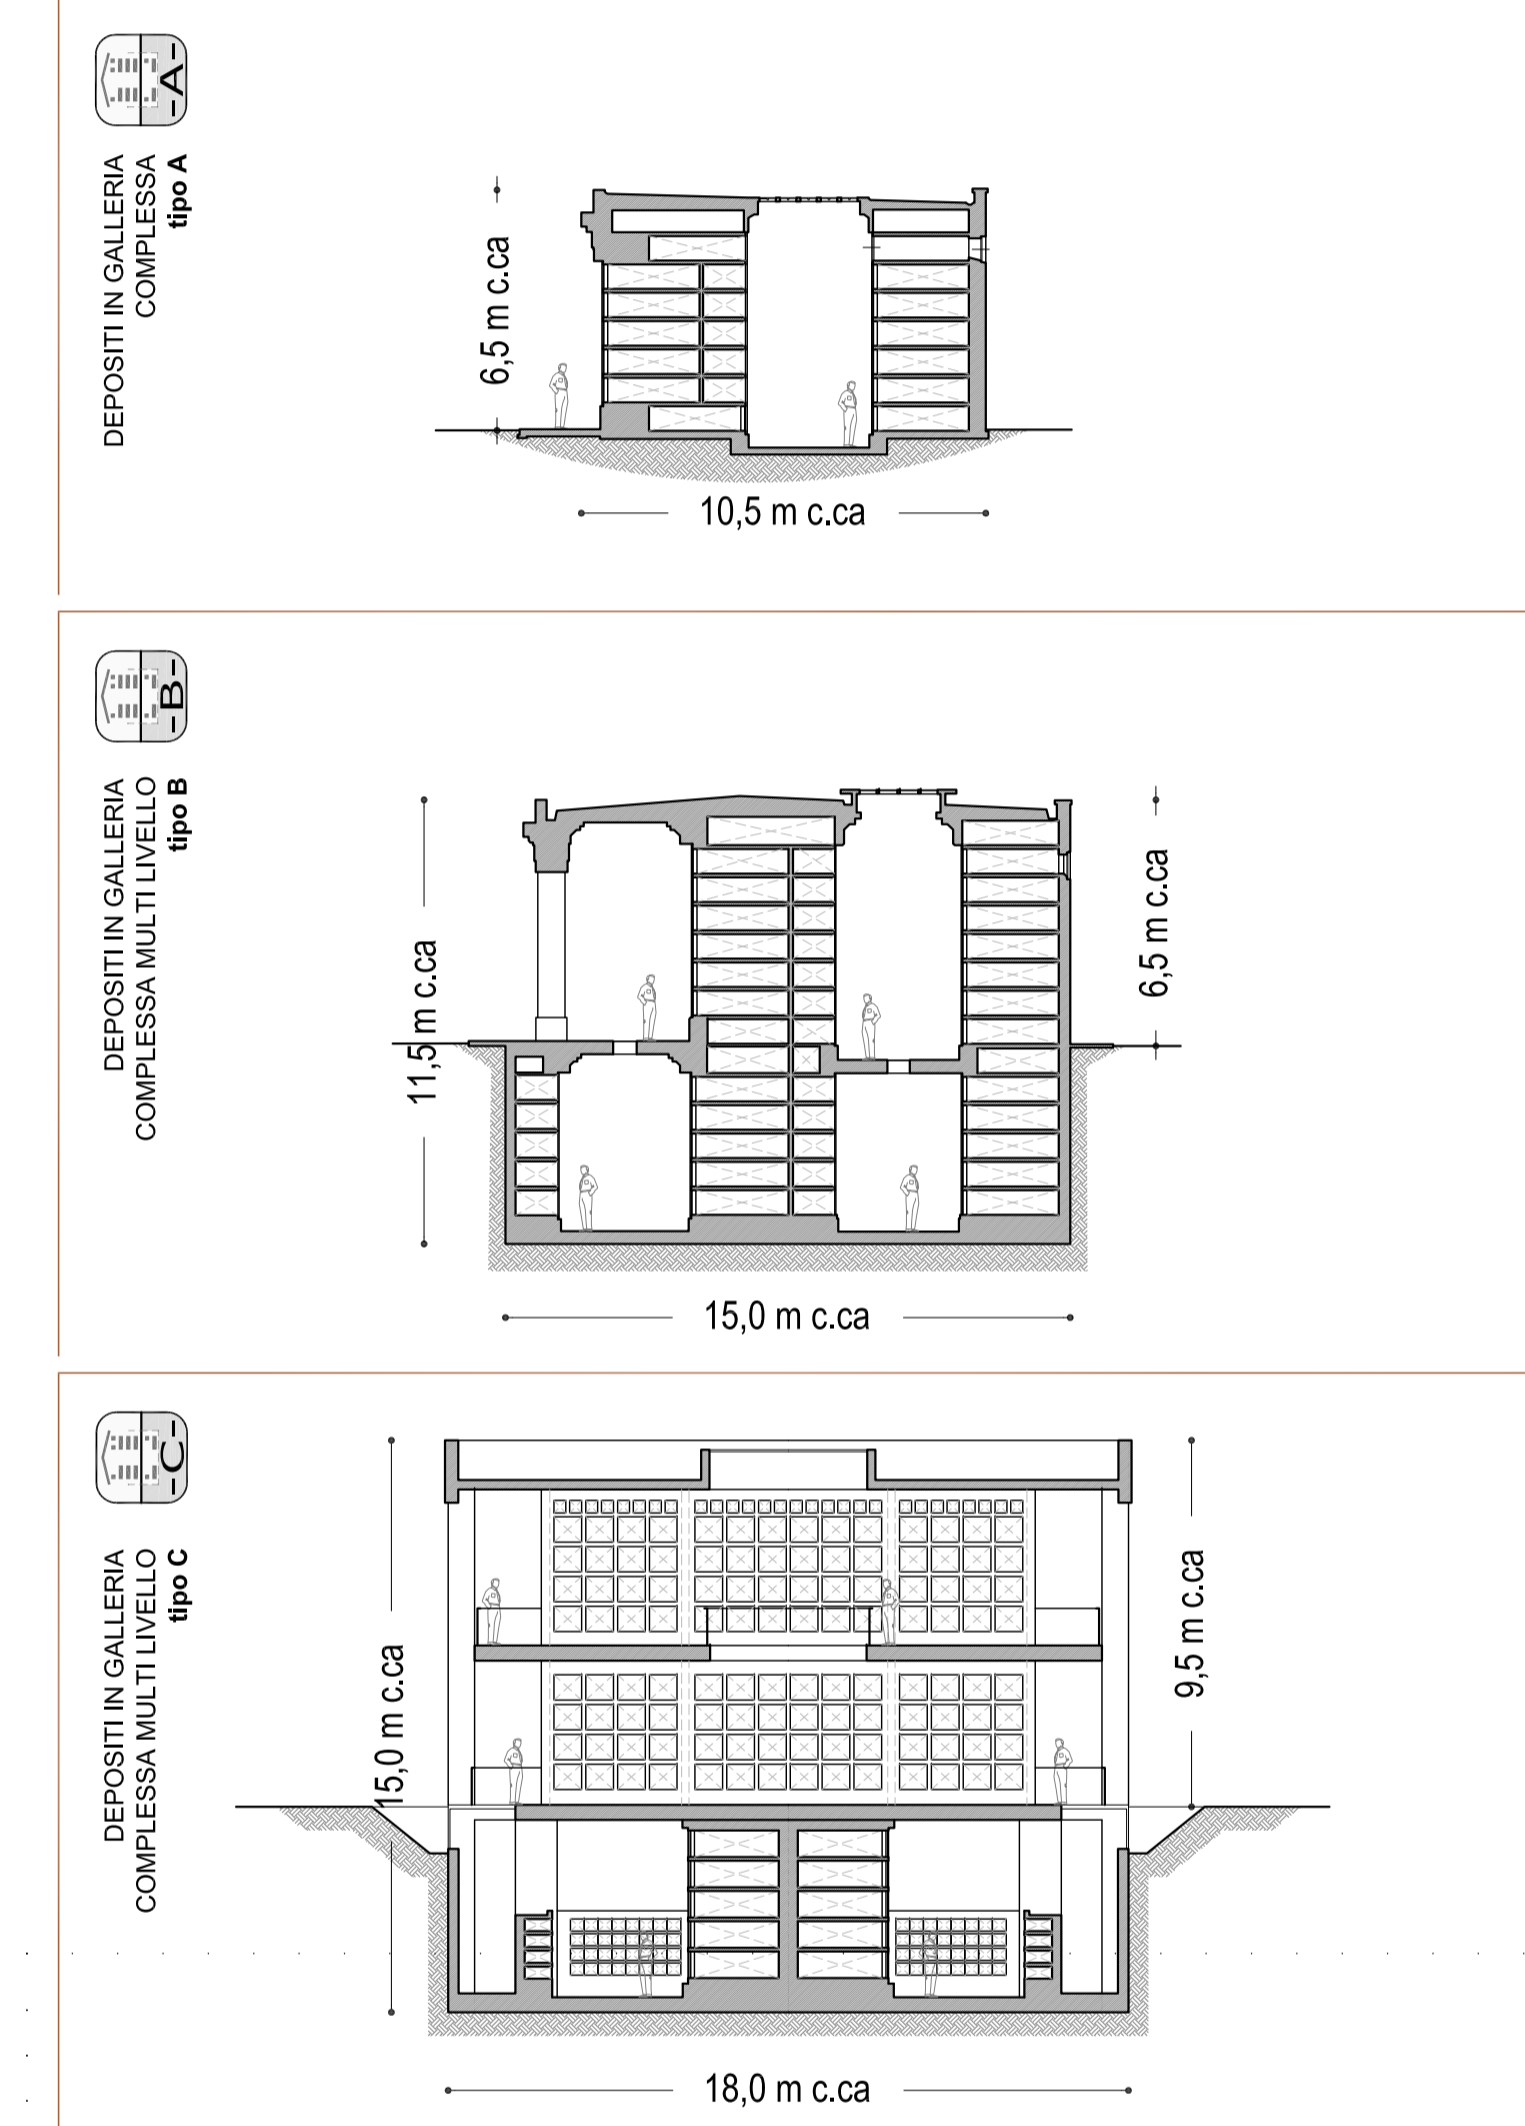 -A-
DEPOSITI IN GALLERIA
COMPLESSA
tipo A
6,5 m c.ca
10,5 m c.ca
-B-
DEPOSITI IN GALLERIA
COMPLESSA MULTI LIVELLO
tipo B
11,5 m c.ca
6,5 m c.ca
15,0 m c.ca
-C-
DEPOSITI IN GALLERIA
COMPLESSA MULTI LIVELLO
tipo C
15,0 m c.ca
9,5 m c.ca
18,0 m c.ca